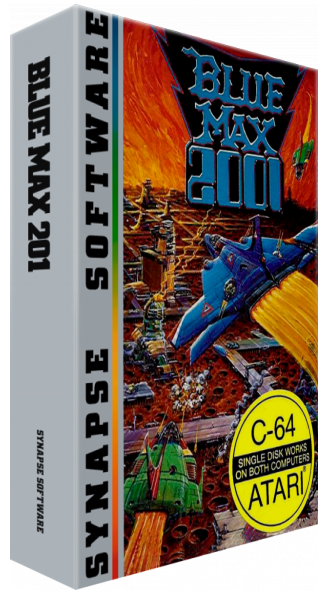 BLUE MAX 201
SYNAPSE SOFTWARE
SYNAPSE SOFTWARE
BLUE
MAX
2001
C-64
SINGLE DISK WORKS
ON BOTH COMPUTERS
ATARI